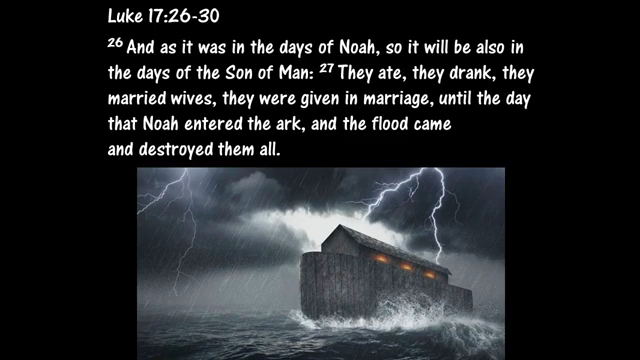 Luke 17:26-30
26 And as it was in the days of Noah, so it will be also in
the days of the Son of Man: 27 They ate, they drank, they
married wives, they were given in marriage, until the day
that Noah entered the ark, and the flood came
and destroyed them all.